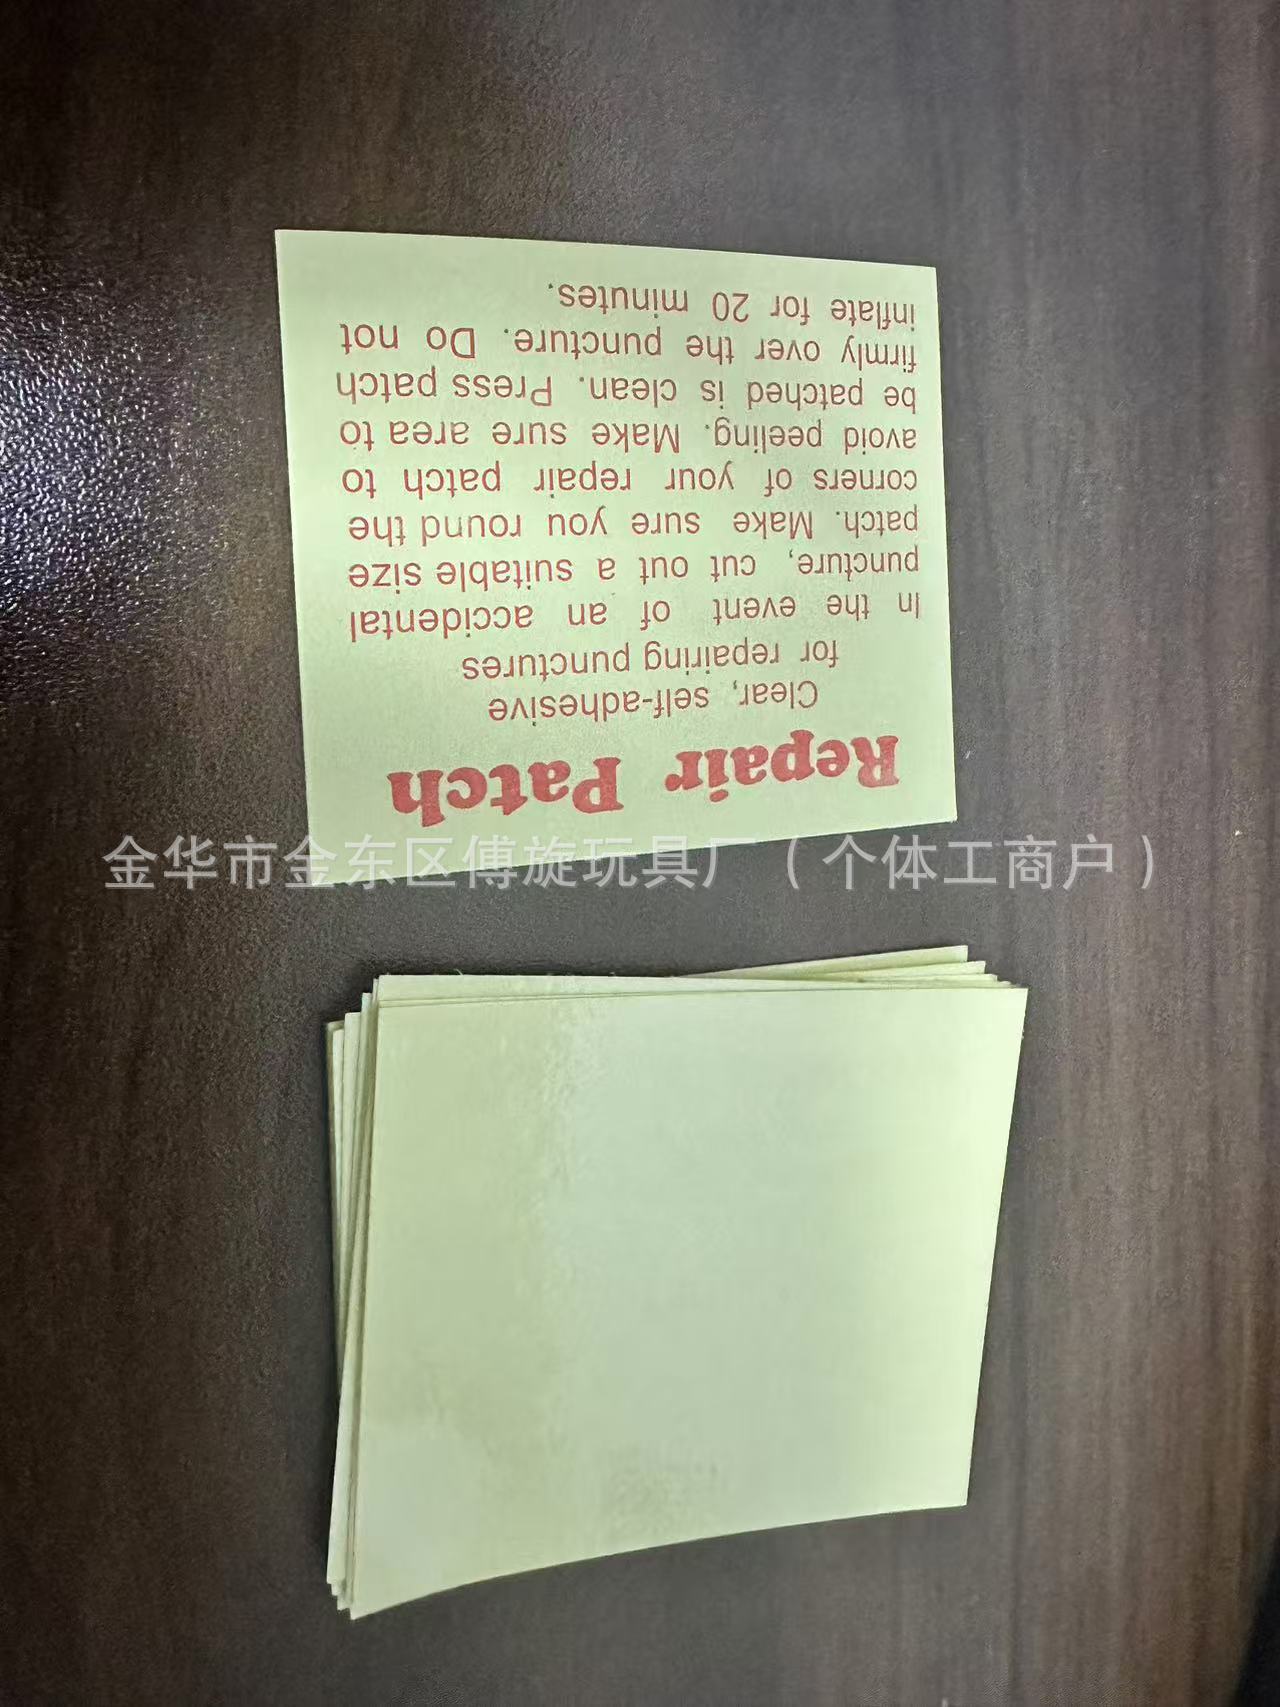 Repair Patch
Clear, self-adhesive
for repairing punctures
In the event of an accidental
puncture, cut out a suitable size
patch. Make sure you round the
corners of your repair patch to
avoid peeling. Make sure area to
be patched is clean. Press patch
firmly over the puncture. Do not
inflate for 20 minutes.
金华市金东区傅旋玩具厂（个体工商户）